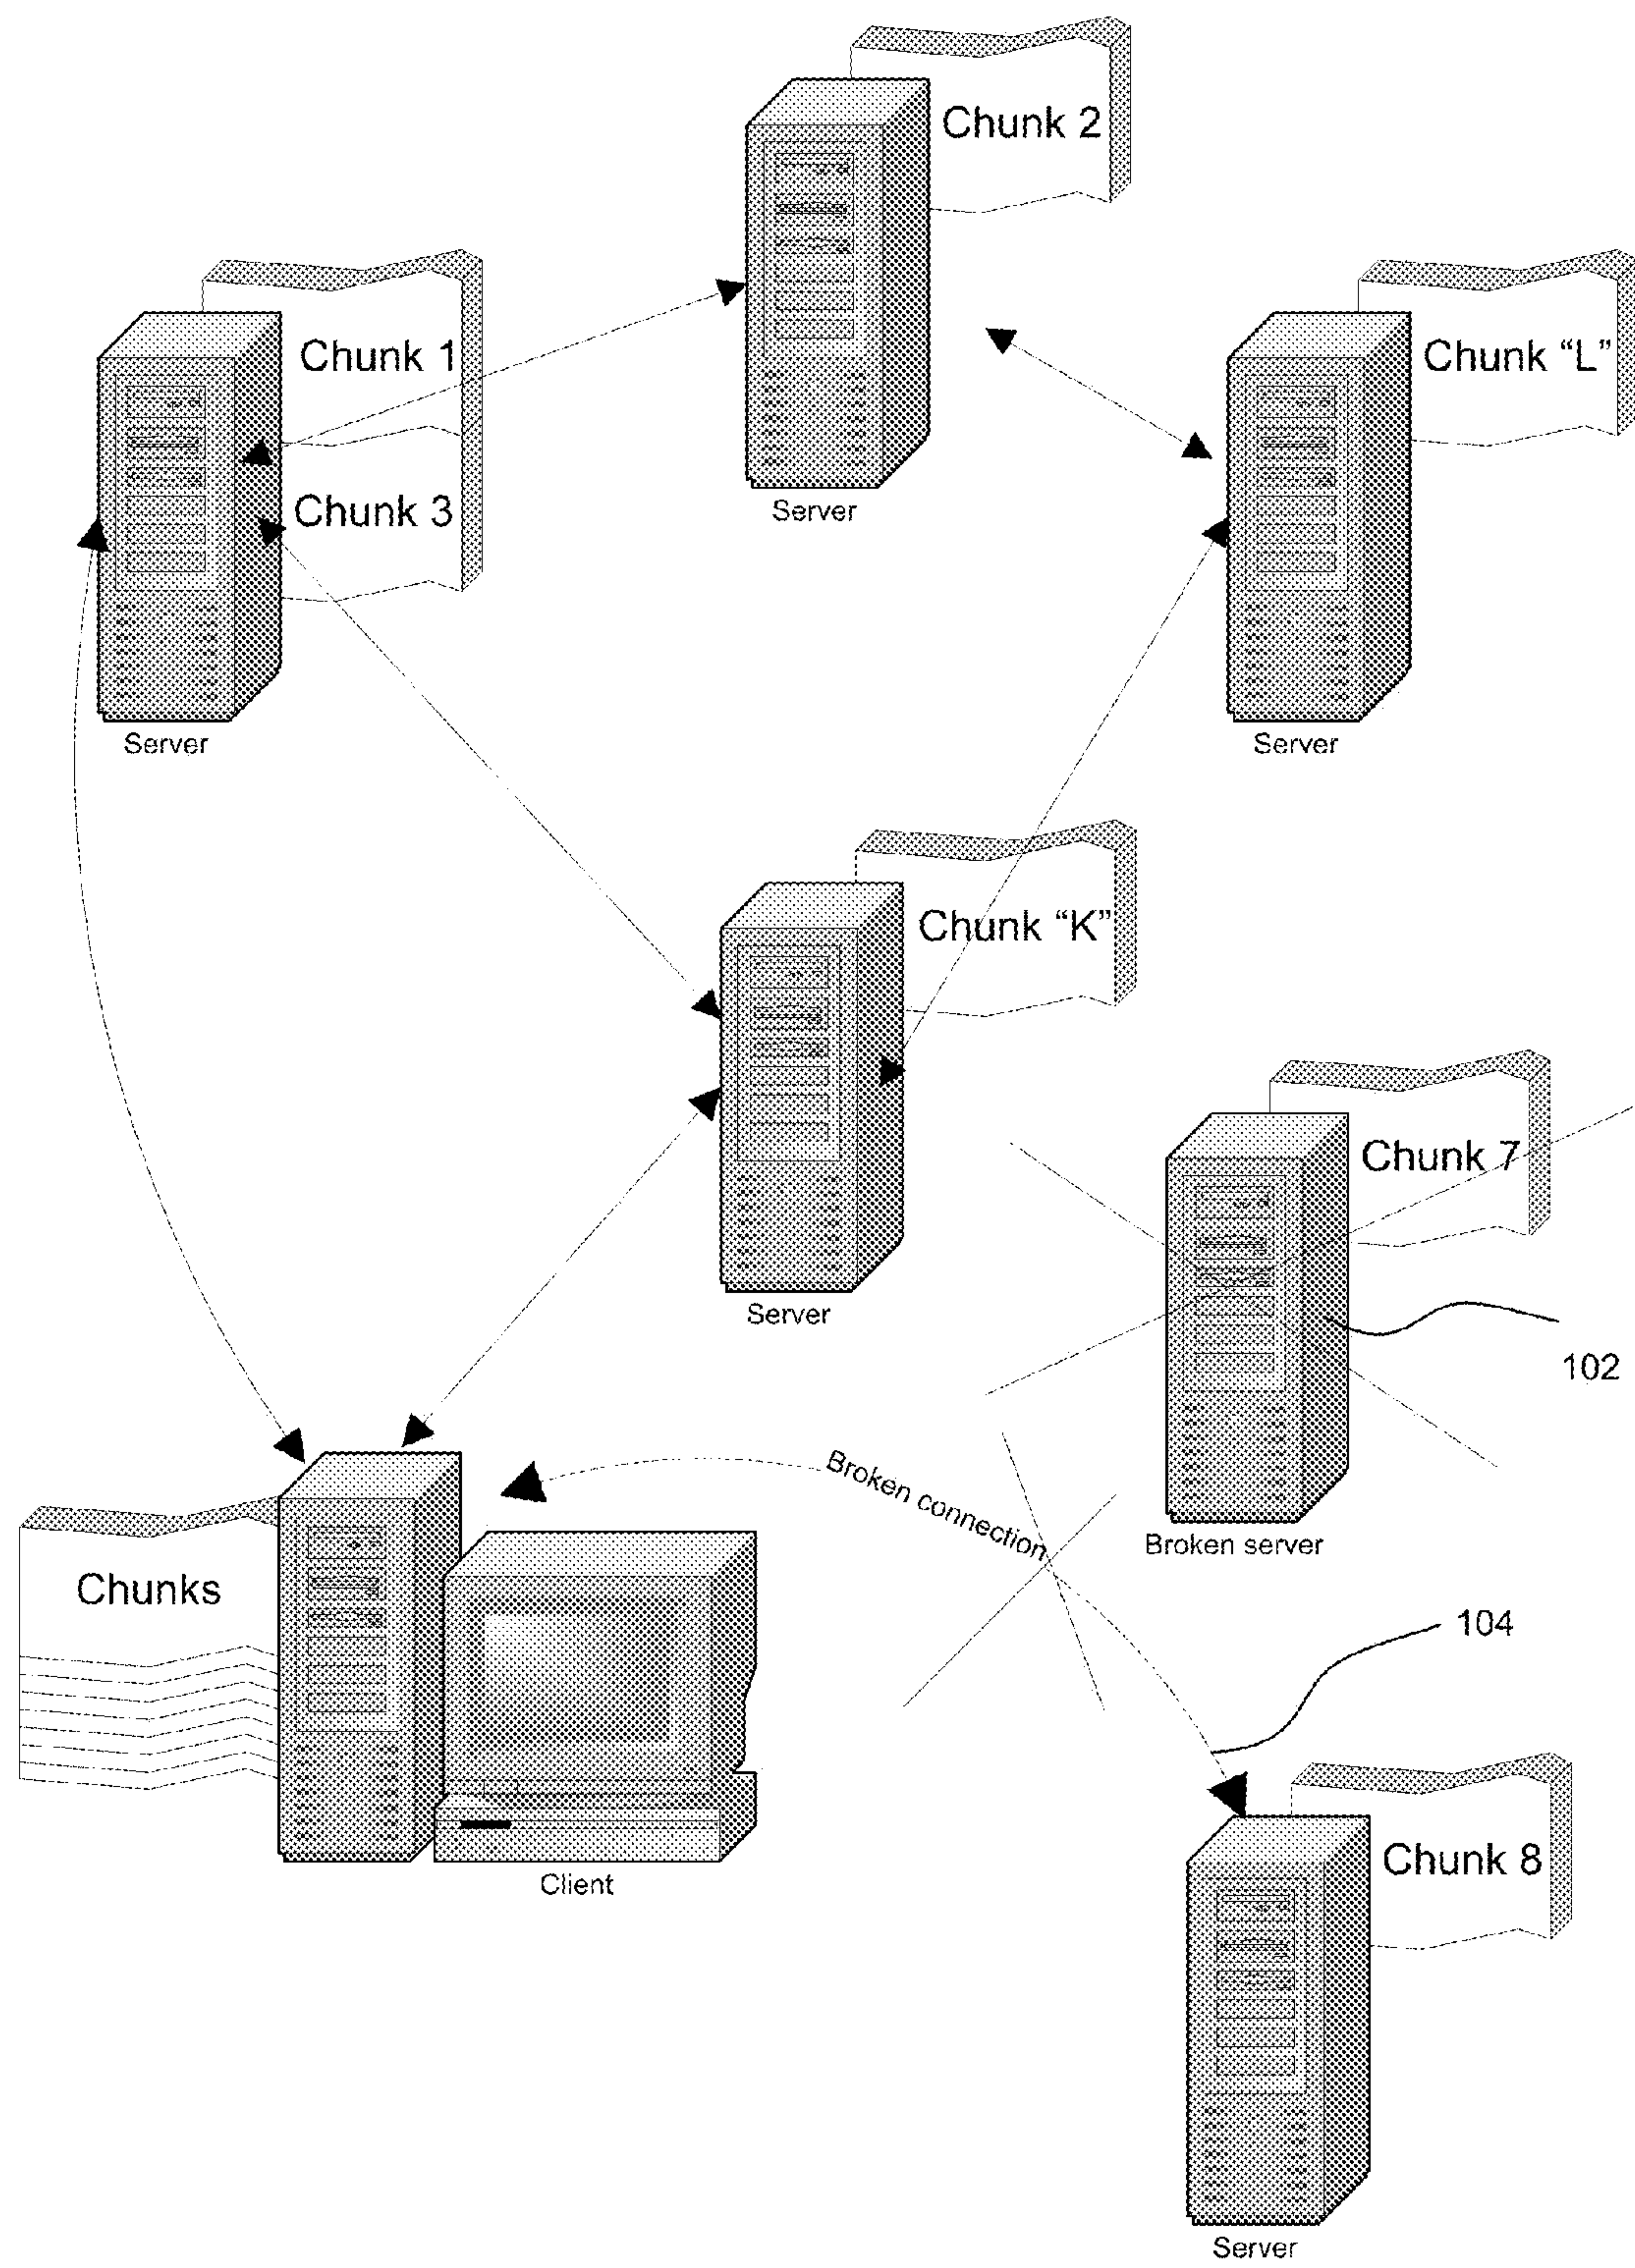 Chunk 2
Chunk 1
Chunk “L”
Chunk 3
Server
Server
Server
Chunk “K”
Chunk 7
Server
102
Broken connection
Broken server
Chunks
104
Chunk 8
Client
Server